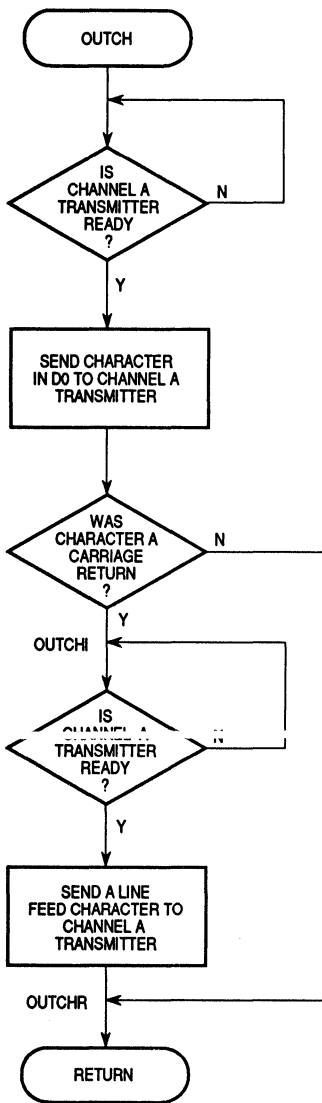 OUTCH
IS
CHANNEL A
TRANSMITTER
READY
?
N
Y
SEND CHARACTER
IN D0 TO CHANNEL A
TRANSMITTER
WAS
CHARACTER A
CARRIAGE
RETURN
?
N
Y
OUTCHI
IS
CHANNEL A
TRANSMITTER
READY
?
N
Y
SEND A LINE
FEED CHARACTER TO
CHANNEL A
TRANSMITTER
OUTCHR
RETURN